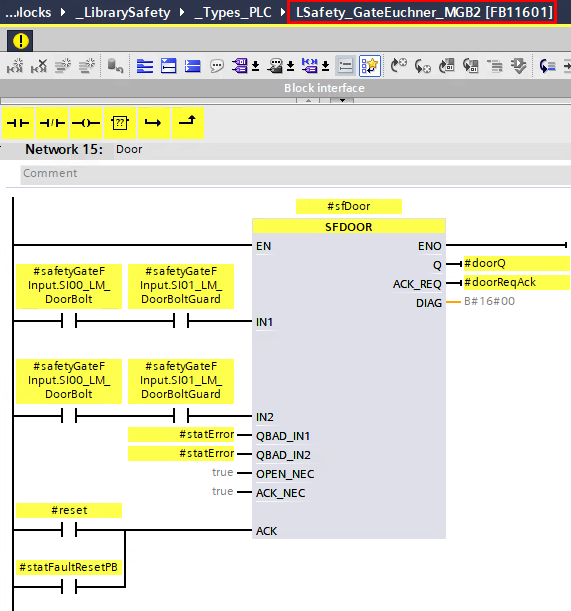 ...ılocks › _LibrarySafety › _Types_PLC › LSafety_GateEuchner_MGB2 [FB11601]
Block interface
??
Network 15: Door
Comment
#sfDoor
SFDOOR
EN ENO
Q #doorQ
ACK_REQ #doorReqAck
DIAG B#16#00
#safetyGateF #safetyGateF
Input.SI00_LM_ Input.SI01_LM_
DoorBolt DoorBoltGuard
IN1
#safetyGateF #safetyGateF
Input.SI00_LM_ Input.SI01_LM_
DoorBolt DoorBoltGuard
IN2
#statError QBAD_IN1
#statError QBAD_IN2
true OPEN_NEC
true ACK_NEC
#reset
ACK
#statFaultResetPB